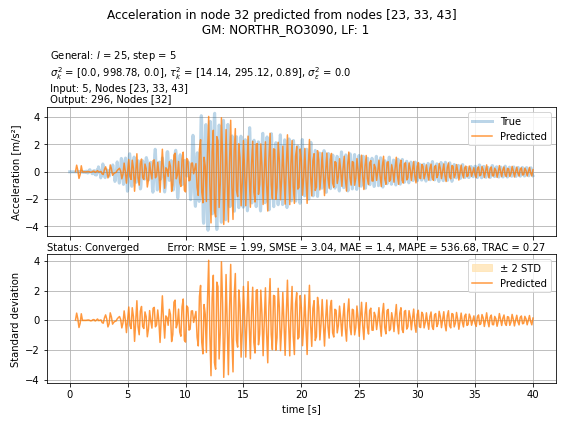 Acceleration in node 32 predicted from nodes [23, 33, 43]
GM: NORTHR_RO3090, LF: 1
General: l = 25, step = 5
σ²ₖ = [0.0, 998.78, 0.0], τ²ₖ = [14.14, 295.12, 0.89], σ²ε = 0.0
Input: 5, Nodes [23, 33, 43]
Output: 296, Nodes [32]
Acceleration [m/s²]
4
2
0
−2
−4
True
Predicted
Status: Converged Error: RMSE = 1.99, SMSE = 3.04, MAE = 1.4, MAPE = 536.68, TRAC = 0.27
Standard deviation
4
2
0
−2
−4
± 2 STD
Predicted
0 5 10 15 20 25 30 35 40
time [s]